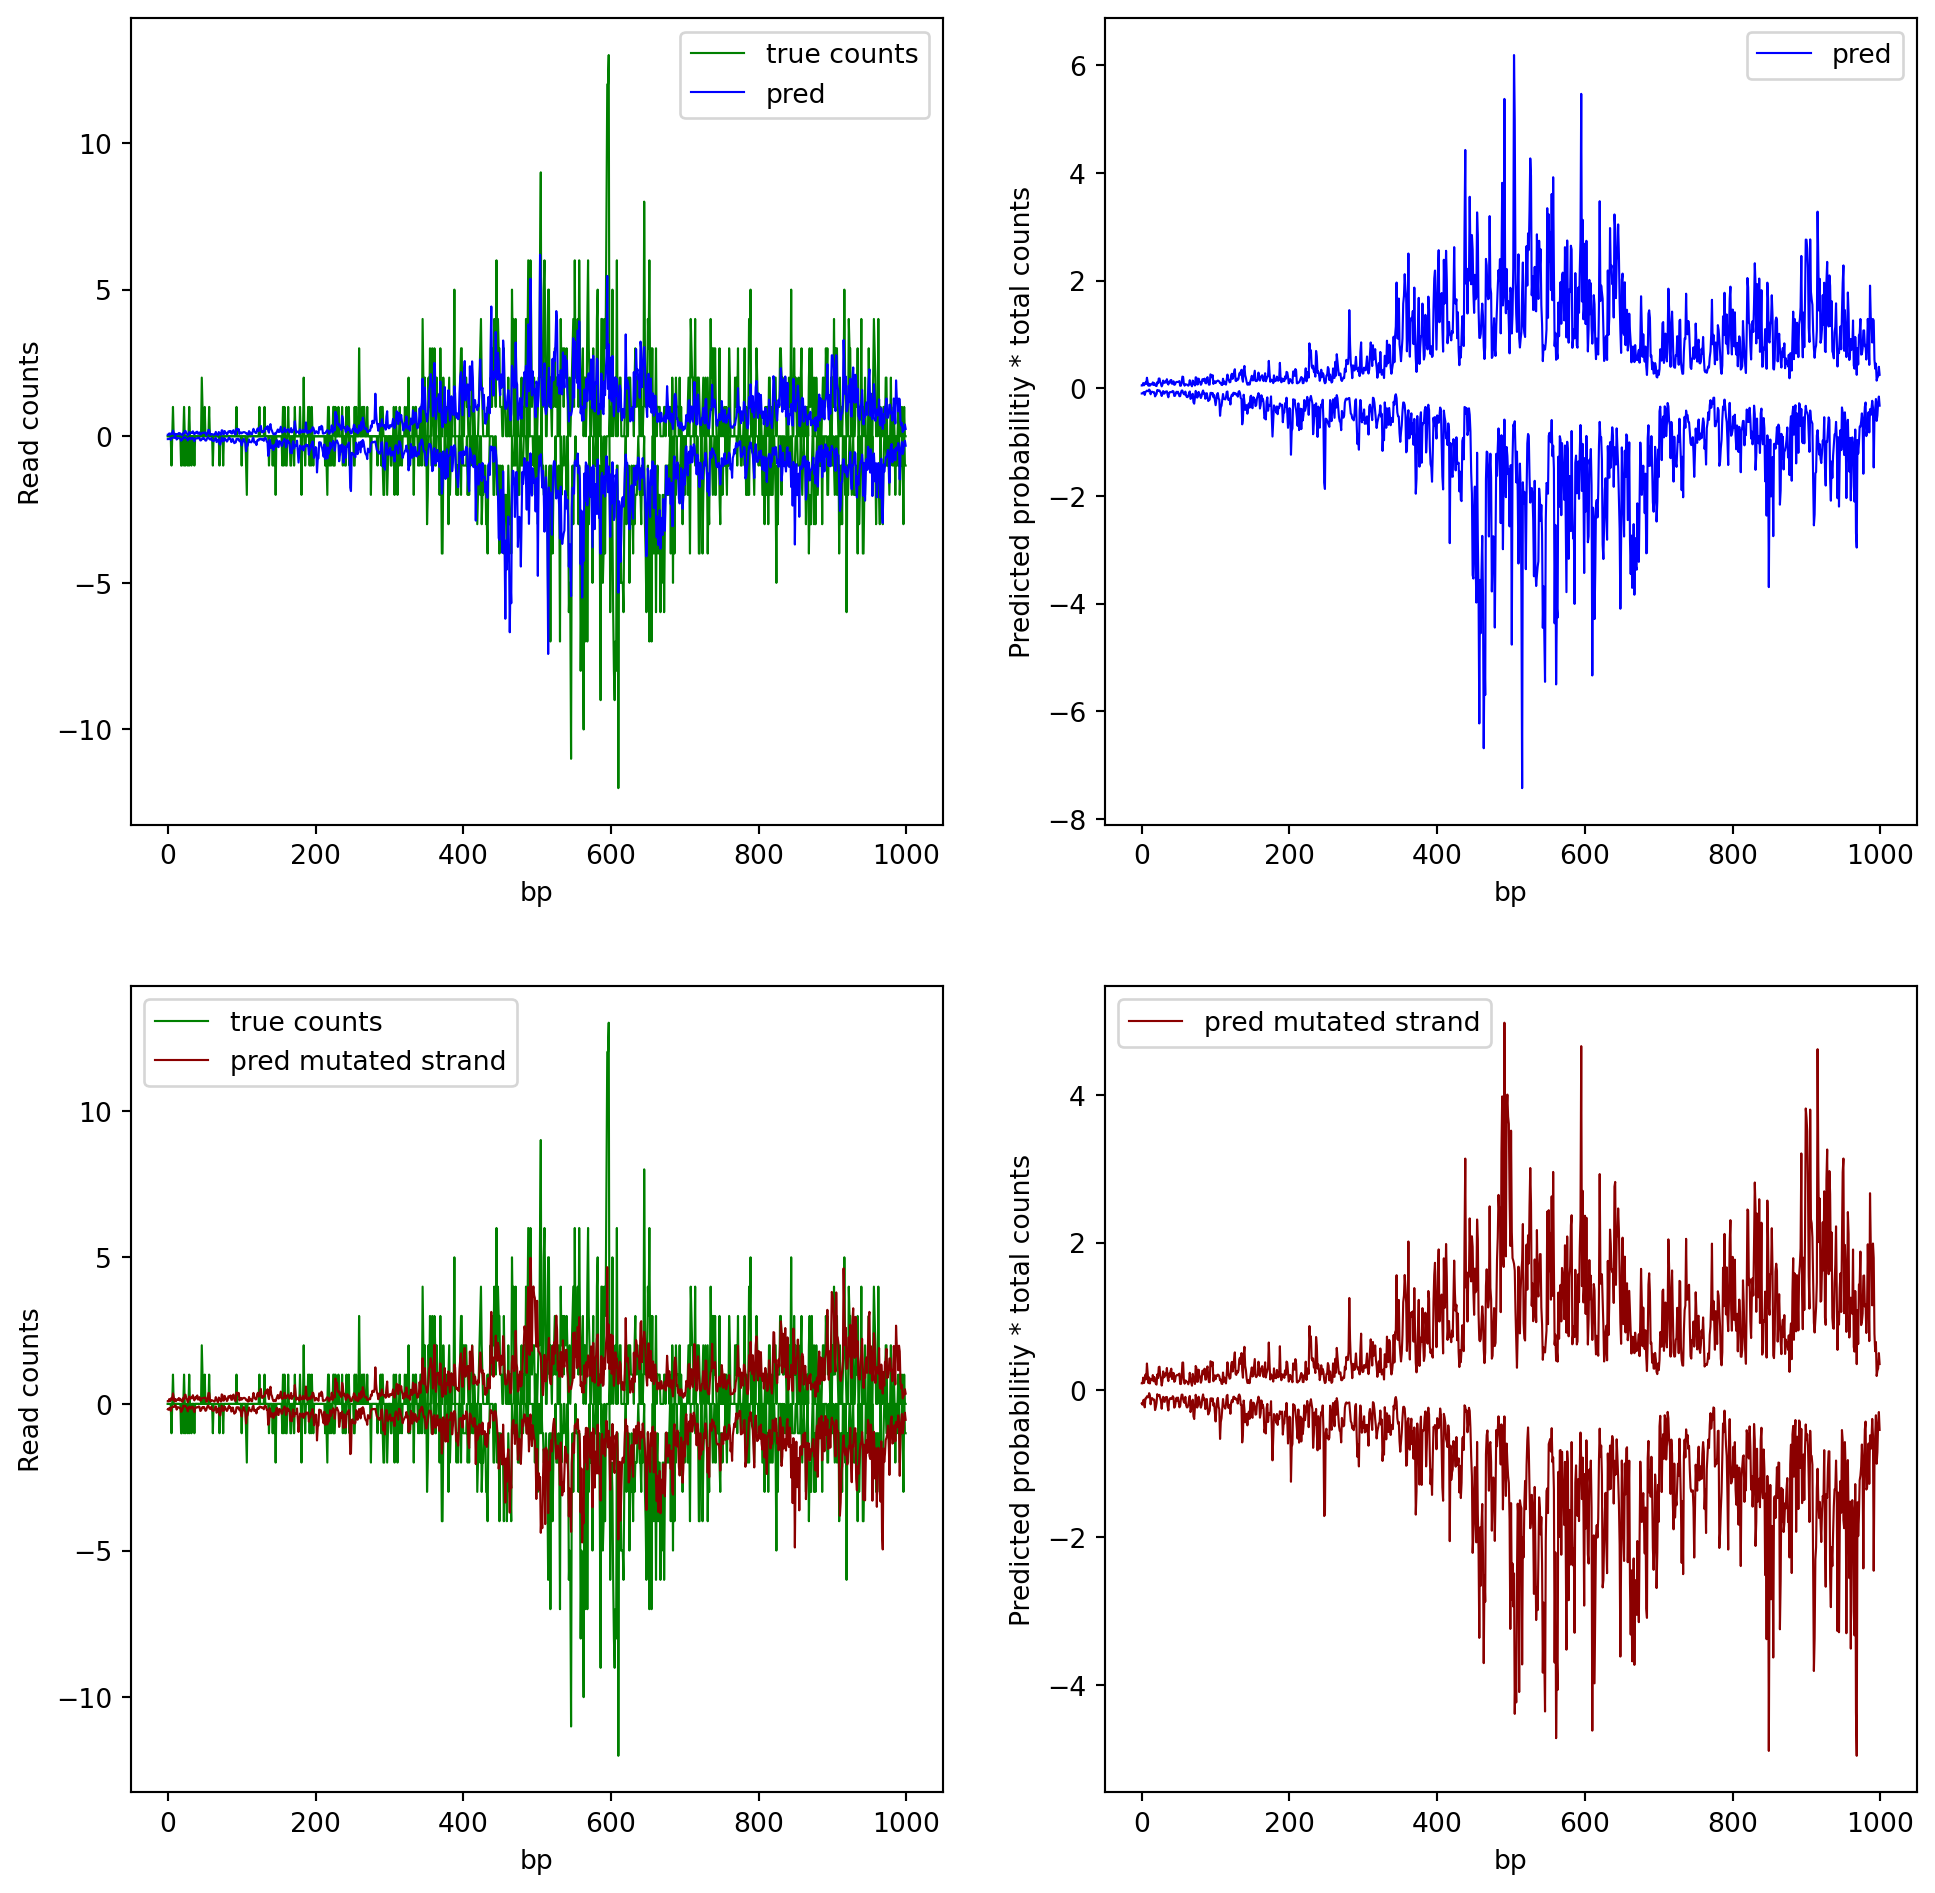 true counts
pred
10
5
0
−5
−10
Read counts
0 200 400 600 800 1000
bp
pred
6
4
2
0
−2
−4
−6
−8
Predicted probabilitiy * total counts
0 200 400 600 800 1000
bp
true counts
pred mutated strand
10
5
0
−5
−10
Read counts
0 200 400 600 800 1000
bp
pred mutated strand
4
2
0
−2
−4
Predicted probabilitiy * total counts
0 200 400 600 800 1000
bp